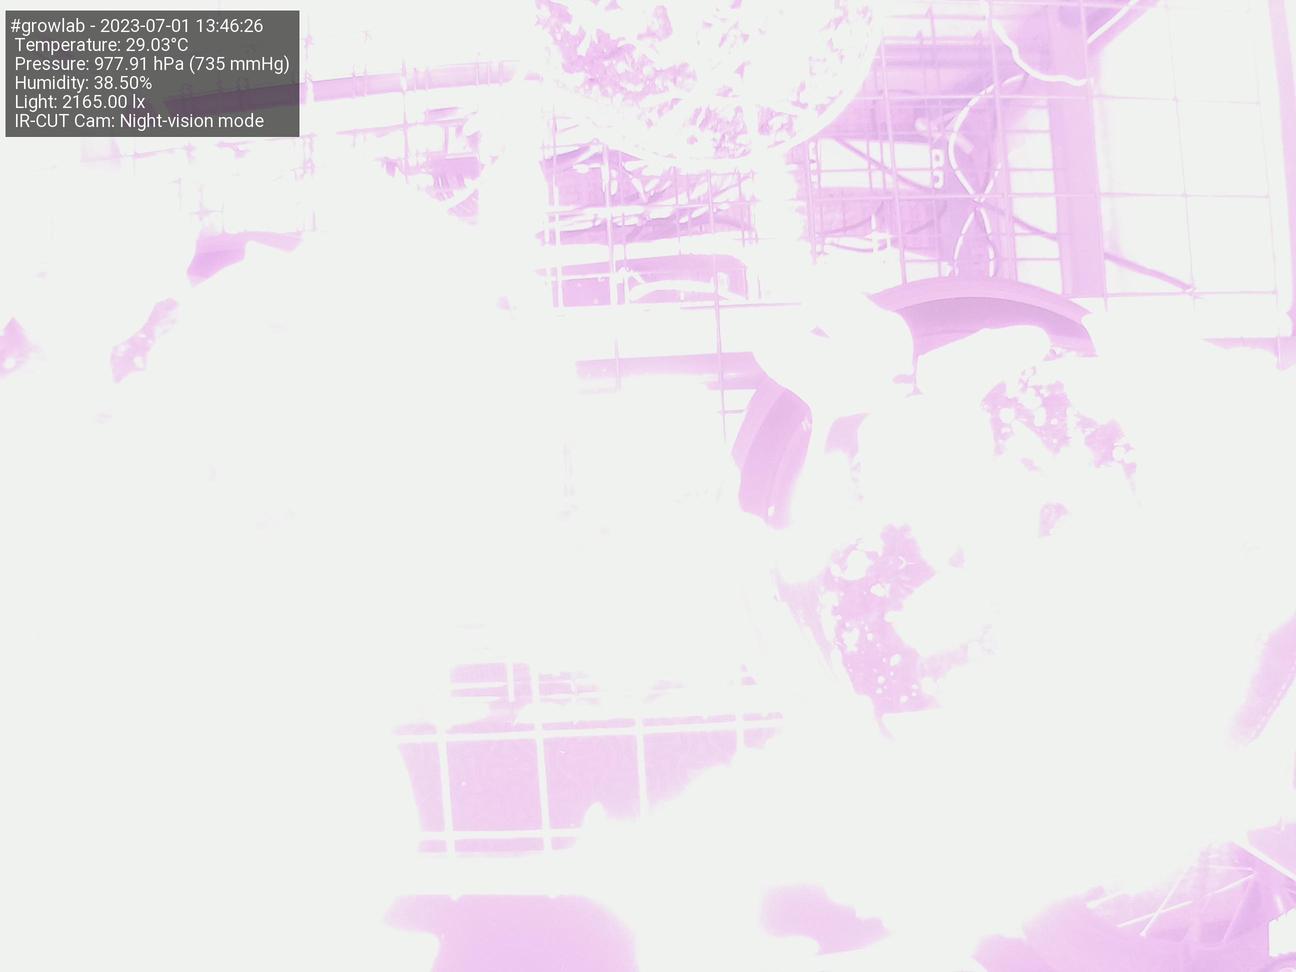 #growlab - 2023-07-01 13:46:26
Temperature: 29.03°C
Pressure: 977.91 hPa (735 mmHg)
Humidity: 38.50%
Light: 2165.00 lx
IR-CUT Cam: Night-vision mode